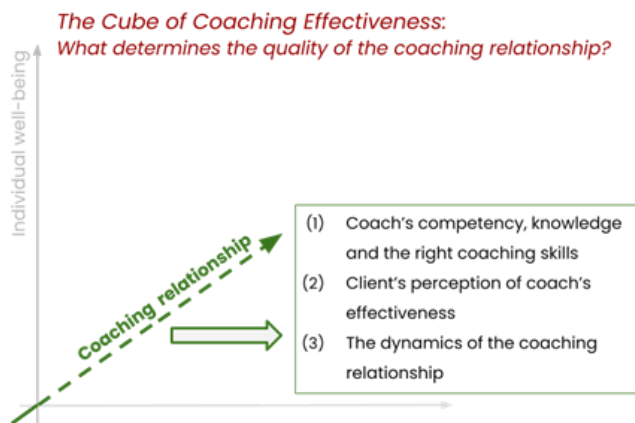 The Cube of Coaching Effectiveness:
What determines the quality of the coaching relationship?
Individual well-being
Coaching relationship
(1) Coach's competency, knowledge
and the right coaching skills
(2) Client's perception of coach's
effectiveness
(3) The dynamics of the coaching
relationship